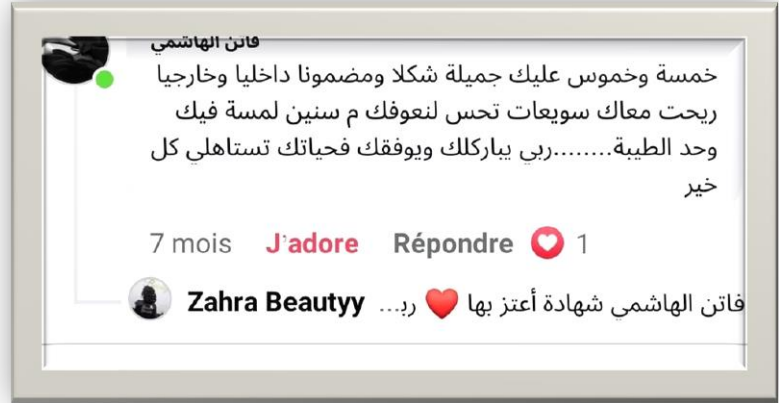 فاتن الهاشمي
خمسة وخموس عليك جميلة شكلا ومضمونا داخليا وخارجيا
ريحت معاك سويعات تحس لنعوفك م سنين لمسة فيك
وحد الطيبة........ربي يباركلك ويوفقك فحياتك تستاهلي كل
خير
7 mois J'adore Répondre 1
Zahra Beautyy فاتن الهاشمي شهادة أعتز بها ❤️ رب...